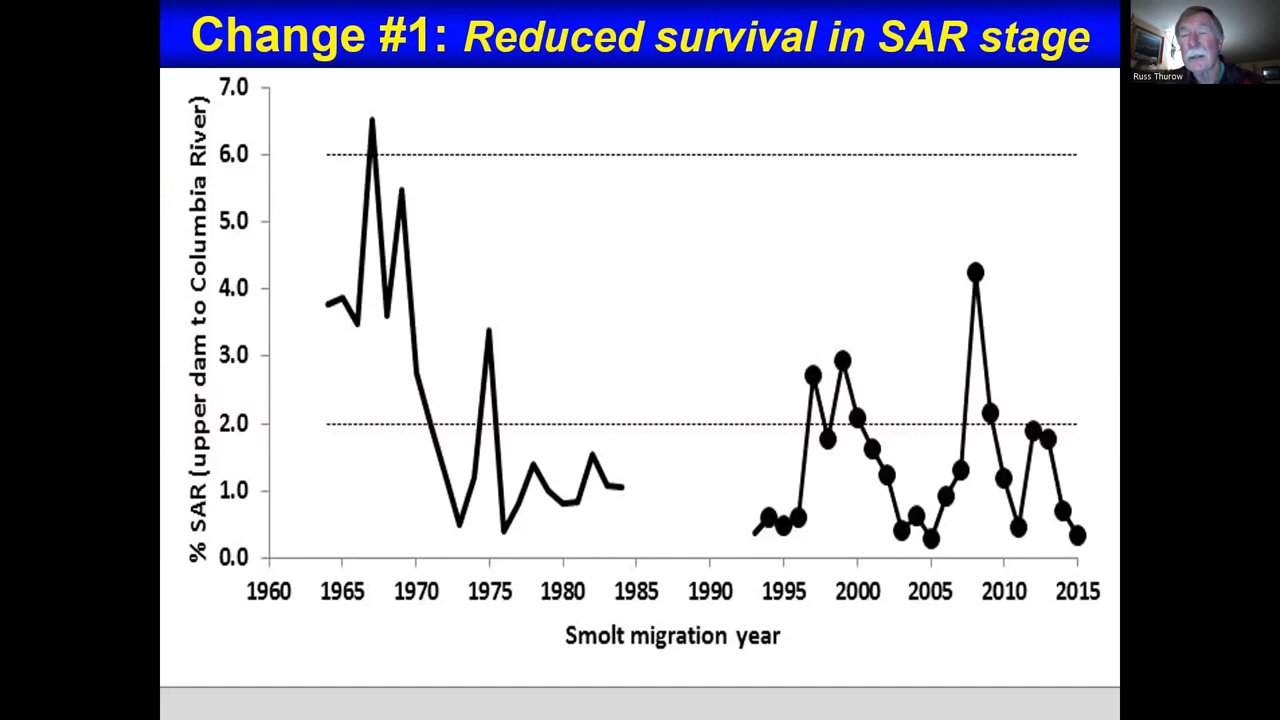 Change #1: Reduced survival in SAR stage
Russ Thurow
% SAR (upper dam to Columbia River)
7.0
6.0
5.0
4.0
3.0
2.0
1.0
0.0
1960 1965 1970 1975 1980 1985 1990 1995 2000 2005 2010 2015
Smolt migration year